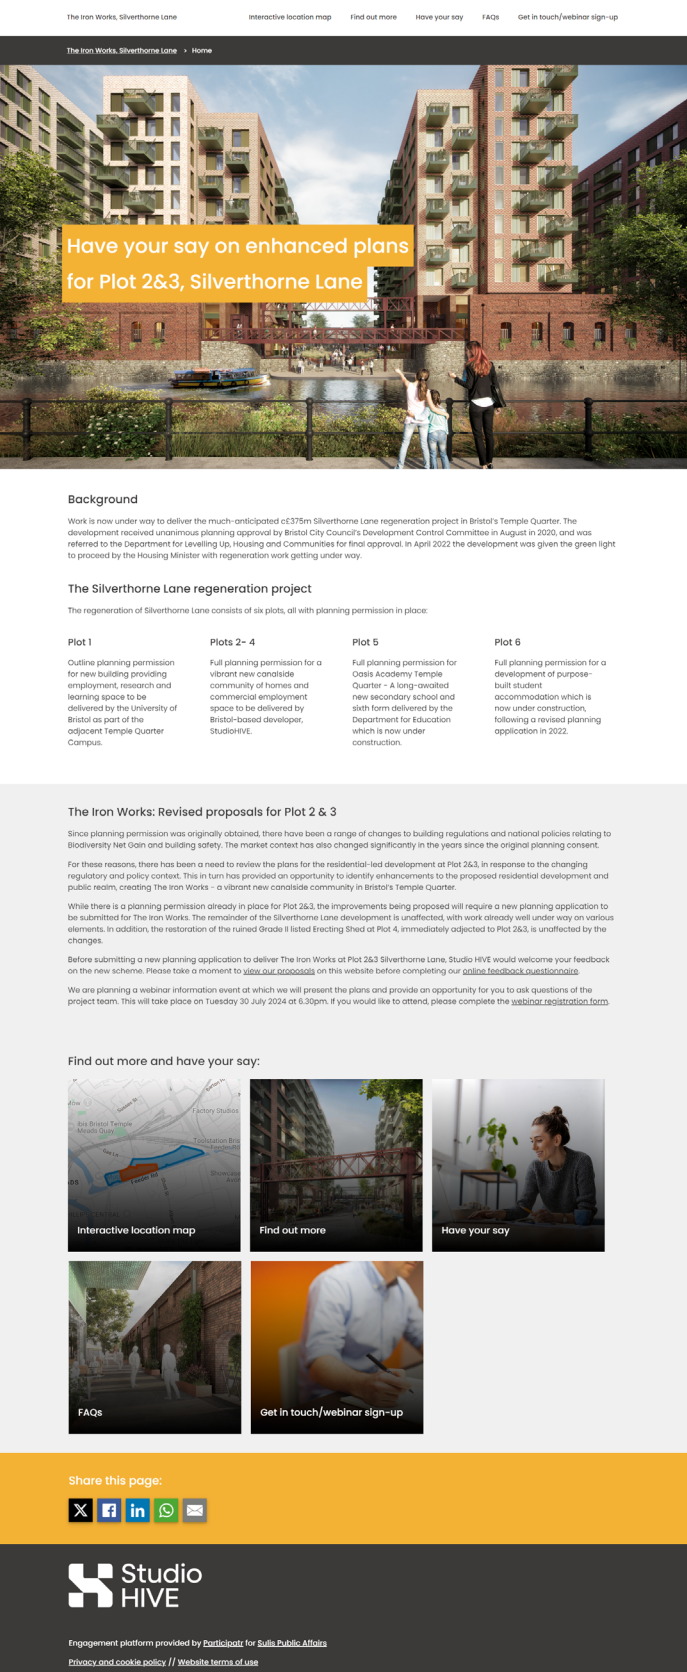 The Iron Works, Silverthorne Lane
Interactive location map
Find out more
Have your say
FAQs
Get in touch/webinar sign-up
The Iron Works, Silverthorne Lane > Home
Have your say on enhanced plans
for Plot 2&3, Silverthorne Lane
Background
Work is now under way to deliver the much-anticipated c£375m Silverthorne Lane regeneration project in Bristol's Temple Quarter. The
development received unanimous planning approval by Bristol City Council's Development Control Committee in August in 2020, and was
referred to the Department for Levelling Up, Housing and Communities for final approval. In April 2022 the development was given the green light
to proceed by the Housing Minister with regeneration work getting under way.
The Silverthorne Lane regeneration project
The regeneration of Silverthorne Lane consists of six plots, all with planning permission in place:
Plot 1
Outline planning permission
for new building providing
employment, research and
learning space to be
delivered by the University of
Bristol as part of the
adjacent Temple Quarter
Campus.
Plots 2- 4
Full planning permission for a
vibrant new canalside
community of homes and
commercial employment
space to be delivered by
Bristol-based developer,
StudioHIVE.
Plot 5
Full planning permission for
Oasis Academy Temple
Quarter - A long-awaited
new secondary school and
sixth form delivered by the
Department for Education
which is now under
construction.
Plot 6
Full planning permission for a
development of purpose-
built student
accommodation which is
now under construction,
following a revised planning
application in 2022.
The Iron Works: Revised proposals for Plot 2 & 3
Since planning permission was originally obtained, there have been a range of changes to building regulations and national policies relating to
Biodiversity Net Gain and building safety. The market context has also changed significantly in the years since the original planning consent.
For these reasons, there has been a need to review the plans for the residential-led development at Plot 2&3, in response to the changing
regulatory and policy context. This in turn has provided an opportunity to identify enhancements to the proposed residential development and
public realm, creating The Iron Works - a vibrant new canalside community in Bristol's Temple Quarter.
While there is a planning permission already in place for Plot 2&3, the improvements being proposed will require a new planning application to
be submitted for The Iron Works. The remainder of the Silverthorne Lane development is unaffected, with work already well under way on various
elements. In addition, the restoration of the ruined Grade II listed Erecting Shed at Plot 4, immediately adjected to Plot 2&3, is unaffected by the
changes.
Before submitting a new planning application to deliver The Iron Works at Plot 2&3 Silverthorne Lane, Studio HIVE would welcome your feedback
on the new scheme. Please take a moment to view our proposals on this website before completing our online feedback questionnaire.
We are planning a webinar information event at which we will present the plans and provide an opportunity for you to ask questions of the
project team. This will take place on Tuesday 30 July 2024 at 6.30pm. If you would like to attend, please complete the webinar registration form.
Find out more and have your say:
Factory Studios
ibis Bristol Temple
Meads Quay
Toolstation Bris
Feeder Rd
Interactive location map
Find out more
Have your say
FAQs
Get in touch/webinar sign-up
Share this page:
Studio
HIVE
Engagement platform provided by Participatr for Sulis Public Affairs
Privacy and cookie policy // Website terms of use